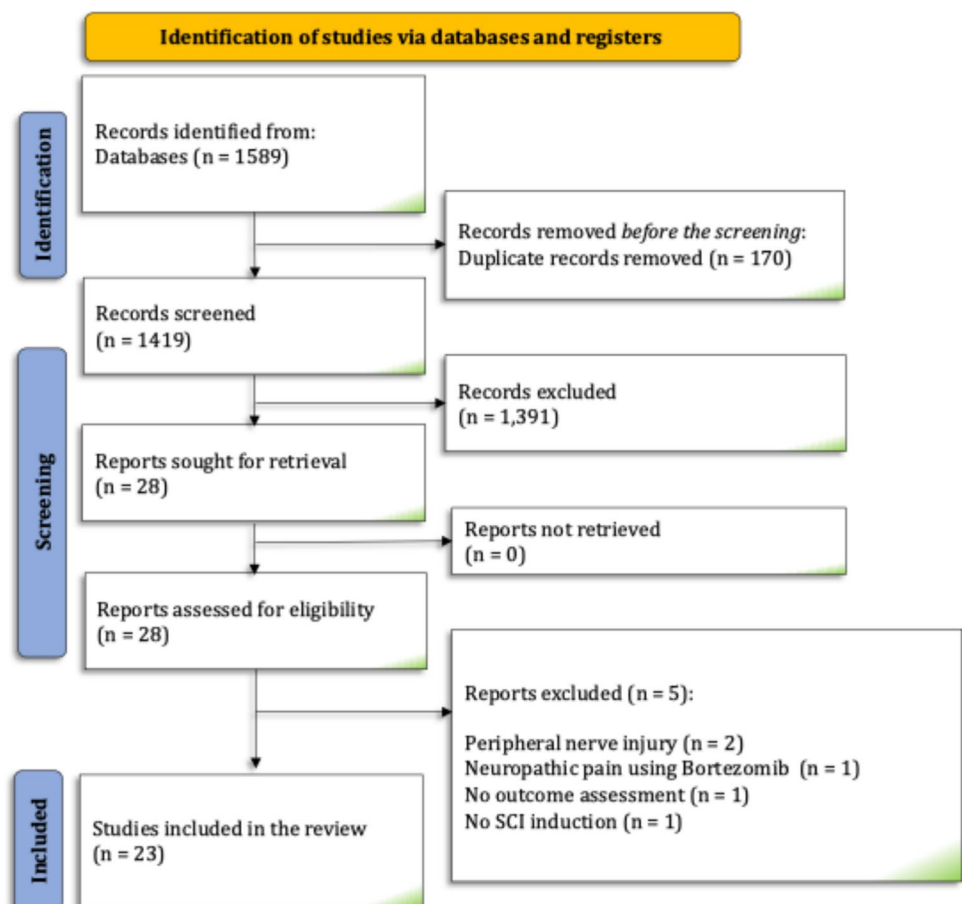 Identification of studies via databases and registers
Identification
Records identified from:
Databases (n = 1589)
Records removed before the screening:
Duplicate records removed (n = 170)
Records screened
(n = 1419)
Records excluded
(n = 1,391)
Screening
Reports sought for retrieval
(n = 28)
Reports not retrieved
(n = 0)
Reports assessed for eligibility
(n = 28)
Reports excluded (n = 5):
Peripheral nerve injury (n = 2)
Neuropathic pain using Bortezomib (n = 1)
No outcome assessment (n = 1)
No SCI induction (n = 1)
Included
Studies included in the review
(n = 23)